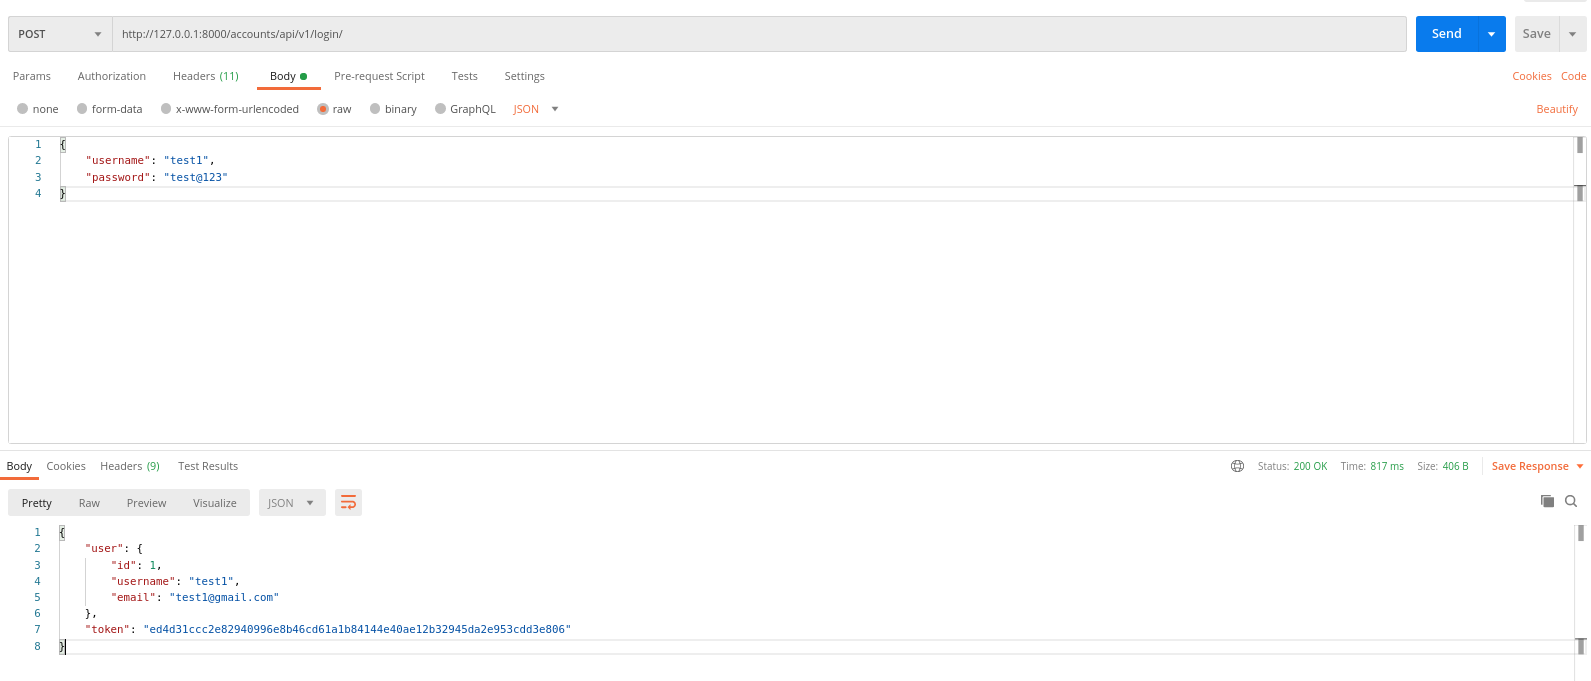 POST http://127.0.0.1:8000/accounts/api/v1/login/ Send Save
Params Authorization Headers (11) Body Pre-request Script Tests Settings Cookies Code
none form-data x-www-form-urlencoded raw binary GraphQL JSON Beautify
1 {
2 "username": "test1",
3 "password": "test@123"
4 }
Body Cookies Headers (9) Test Results Status: 200 OK Time: 817 ms Size: 406 B Save Response
Pretty Raw Preview Visualize JSON
1 {
2 "user": {
3 "id": 1,
4 "username": "test1",
5 "email": "test1@gmail.com"
6 },
7 "token": "ed4d31ccc2e82940996e8b46cd61a1b84144e40ae12b32945da2e953cdd3e806"
8 }